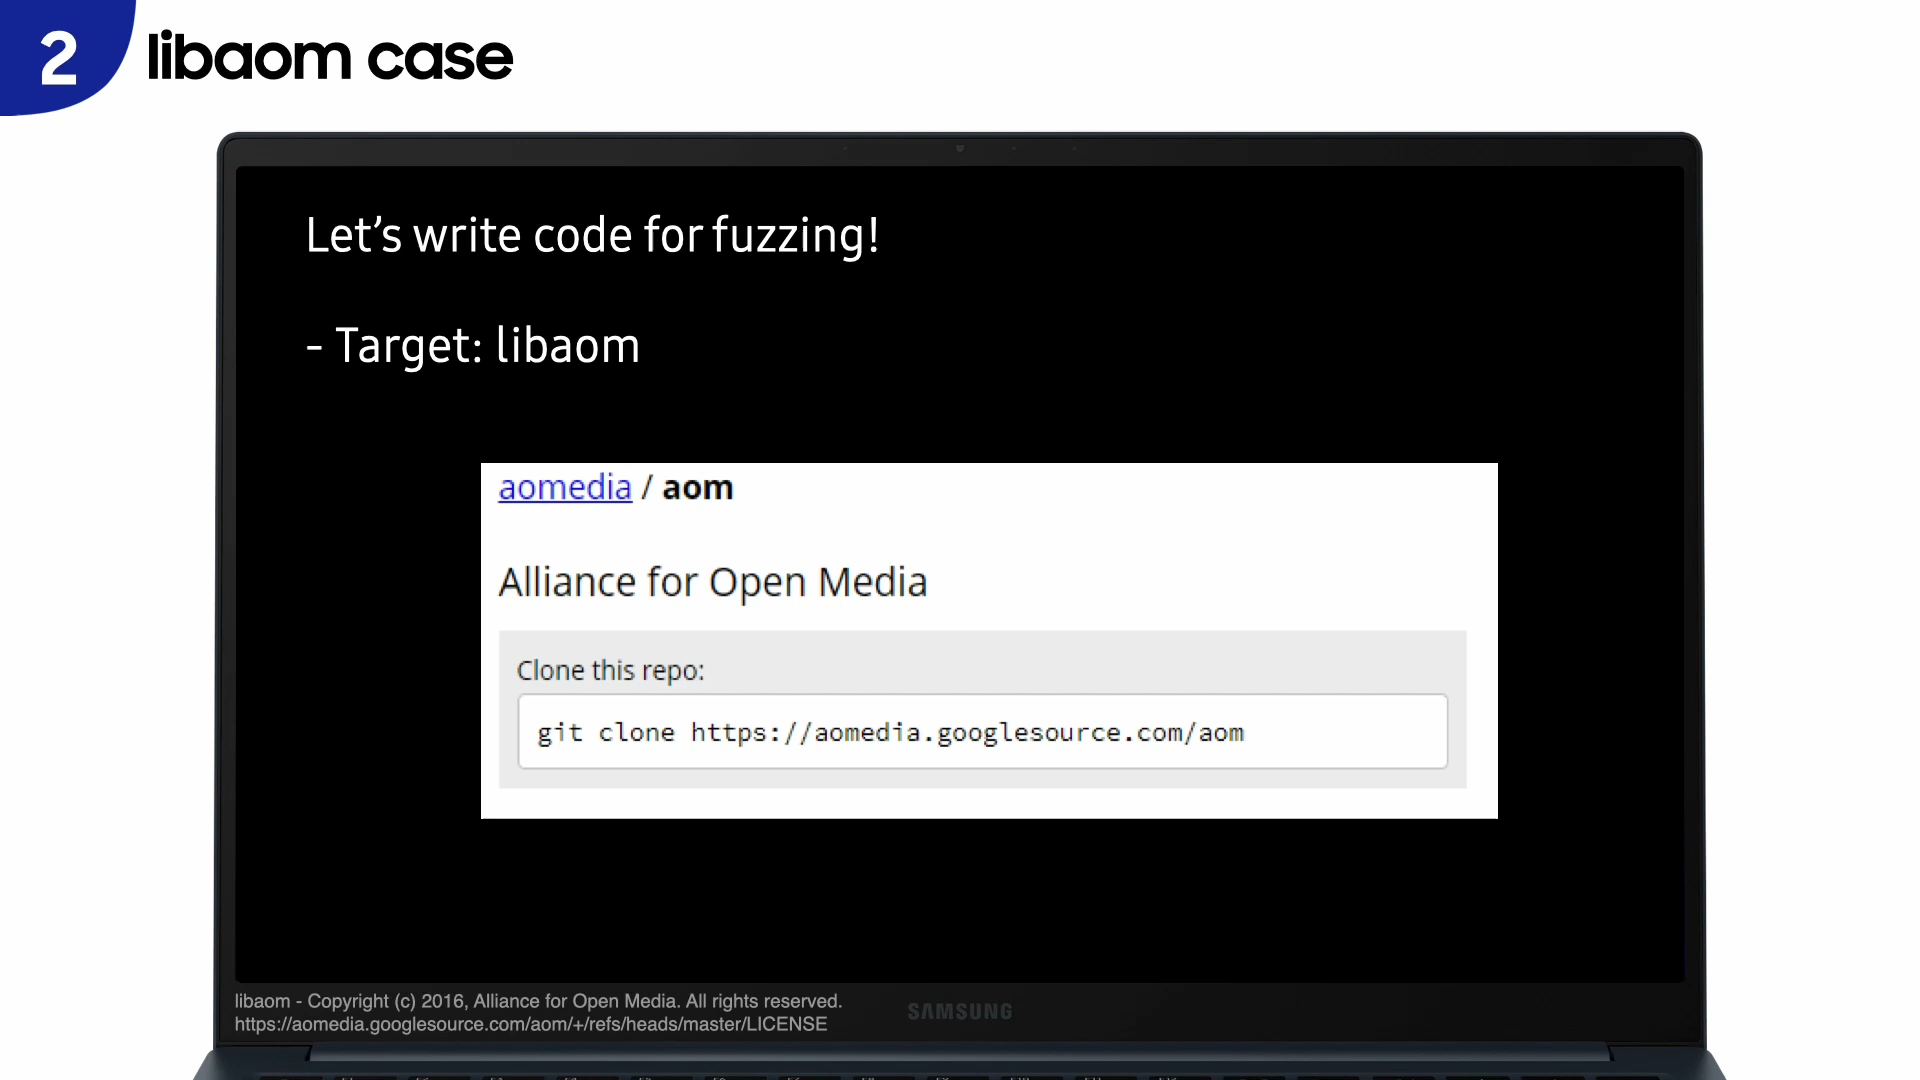 2
libaom case
Let's write code for fuzzing!
- Target: libaom
aomedia / aom
Alliance for Open Media
Clone this repo:
git clone https://aomedia.googlesource.com/aom
libaom - Copyright (c) 2016, Alliance for Open Media. All rights reserved.
https://aomedia.googlesource.com/aom/+/refs/heads/master/LICENSE
SAMSUNG